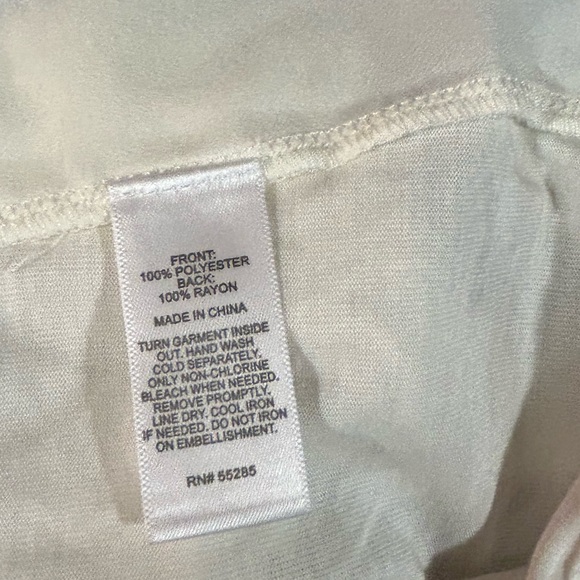 FRONT:
100% POLYESTER
BACK:
100% RAYON
MADE IN CHINA
TURN GARMENT INSIDE
OUT. HAND WASH
COLD SEPARATELY.
ONLY NON-CHLORINE
BLEACH WHEN NEEDED.
REMOVE PROMPTLY.
LINE DRY. COOL IRON
IF NEEDED. DO NOT IRON
ON EMBELLISHMENT.
RN# 55285